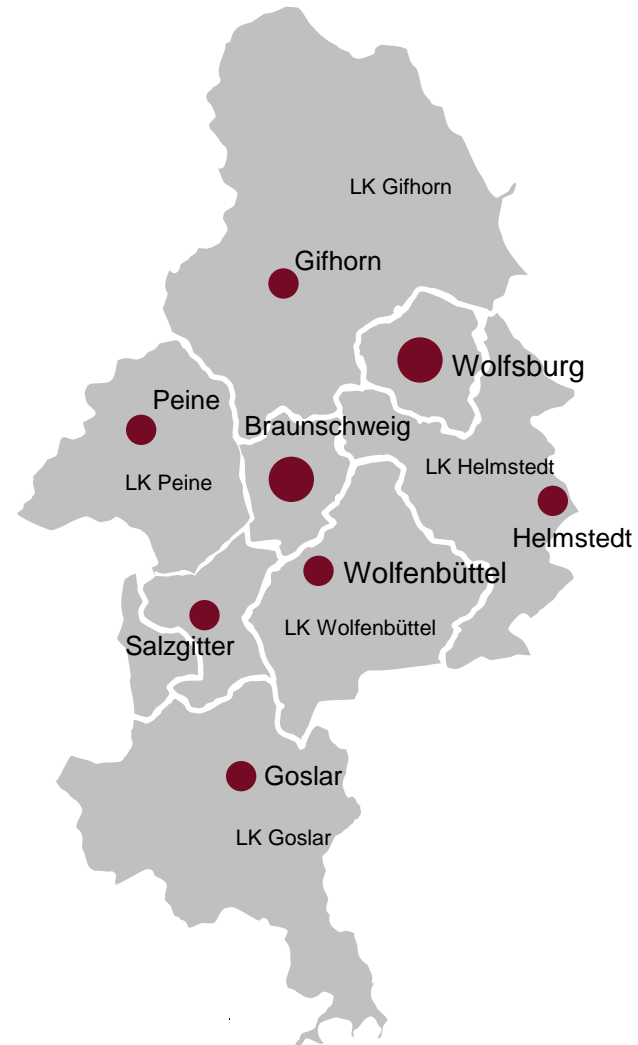 LK Gifhorn
Gifhorn
Wolfsburg
Peine
Braunschweig
LK Helmstedt
LK Peine
Helmstedt
Wolfenbüttel
LK Wolfenbüttel
Salzgitter
Goslar
LK Goslar